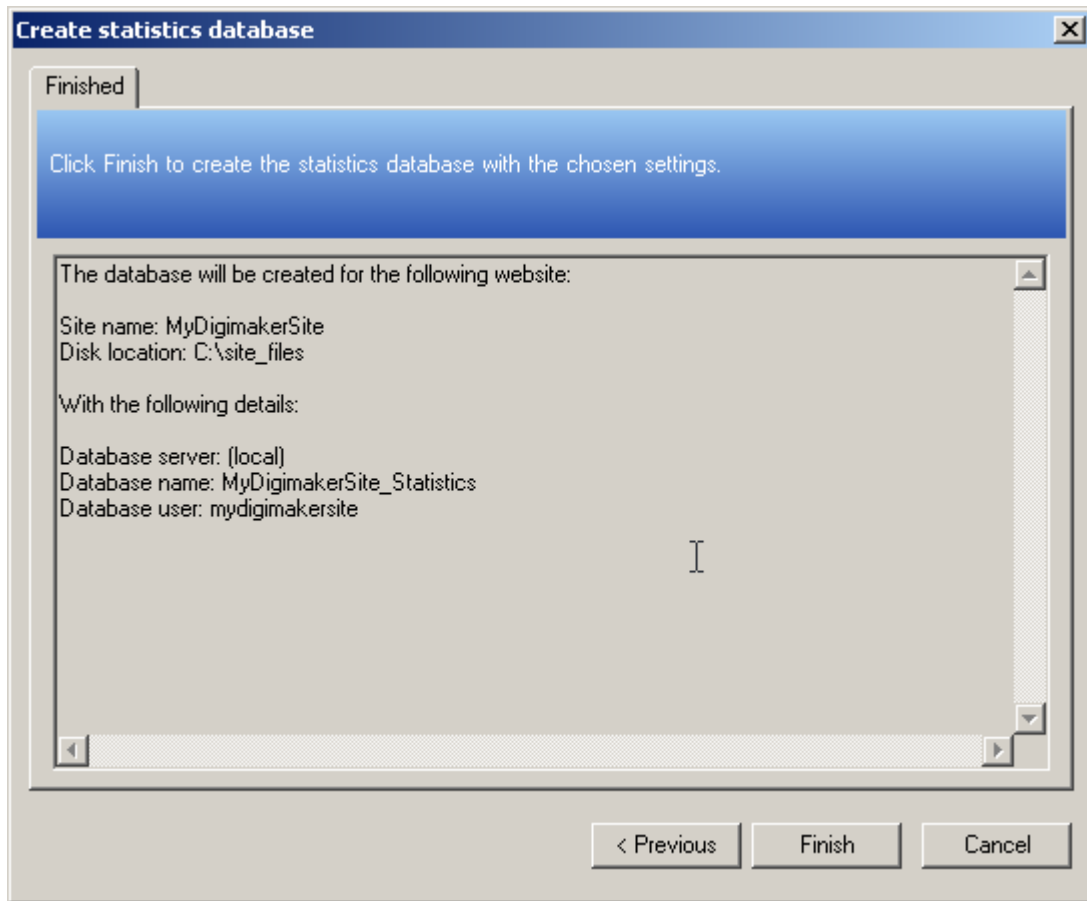 Create statistics database
Finished
Click Finish to create the statistics database with the chosen settings.
The database will be created for the following website:
Site name: MyDigimakerSite
Disk location: C:\site_files
With the following details:
Database server: (local)
Database name: MyDigimakerSite_Statistics
Database user: mydigimakersite
< Previous
Finish
Cancel